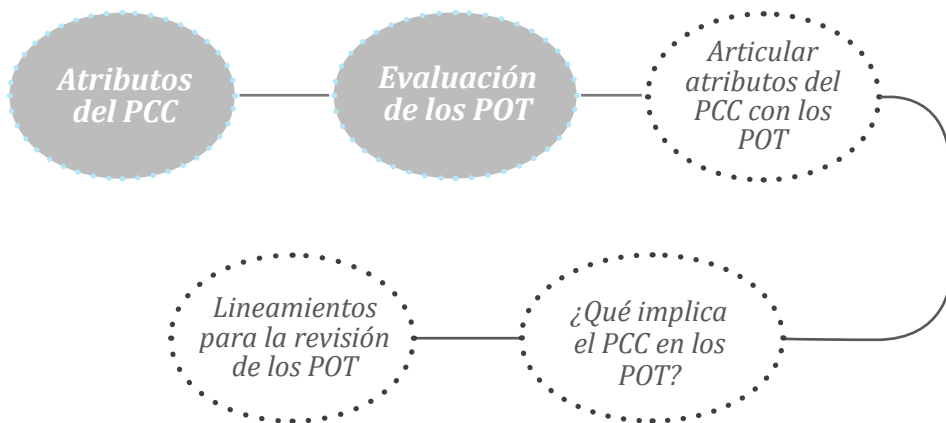 Atributos
del PCC
Evaluación
de los POT
Articular
atributos del
PCC con los
POT
¿Qué implica
el PCC en los
POT?
Lineamientos
para la revisión
de los POT